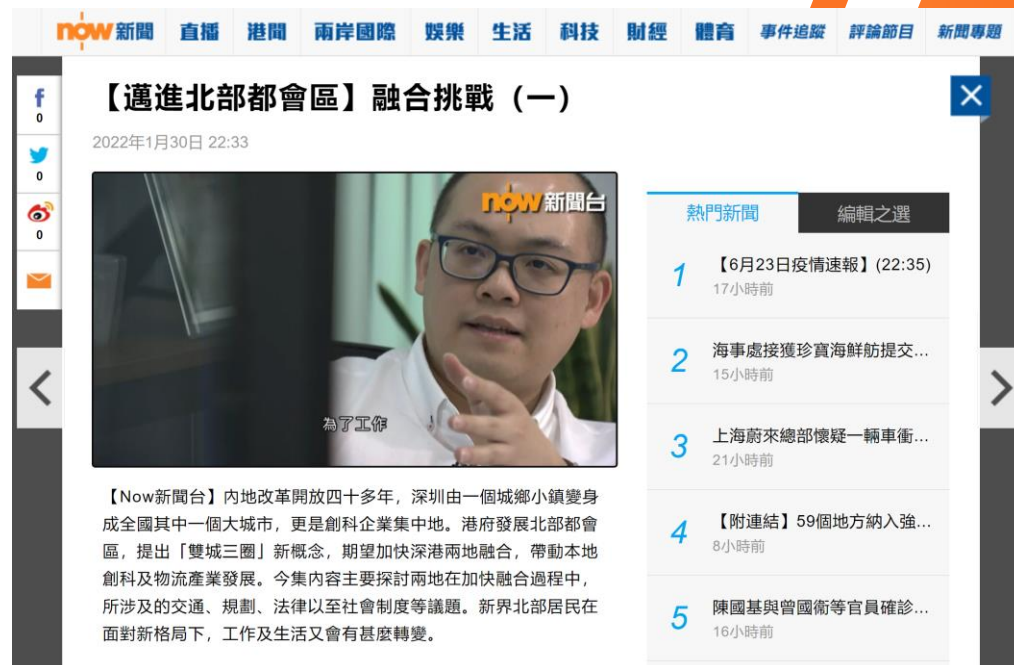 now 新聞 直播 港聞 兩岸國際 娛樂 生活 科技 財經 體育 事件追蹤 評論節目 新聞專題
【邁進北部都會區】融合挑戰（一）
2022年1月30日 22:33
f
0
0
0
now 新聞台
為了工作
【Now新聞台】內地改革開放四十多年，深圳由一個城鄉小鎮變身
成全國其中一個大城市，更是創科企業集中地。港府發展北部都會
區，提出「雙城三圈」新概念，期望加快深港兩地融合，帶動本地
創科及物流產業發展。今集內容主要探討兩地在加快融合過程中，
所涉及的交通、規劃、法律以至社會制度等議題。新界北部居民在
面對新格局下，工作及生活又會有甚麼轉變。
熱門新聞 編輯之選
1 【6月23日疫情速報】(22:35)
17小時前
2 海事處接獲珍寶海鮮舫提交...
15小時前
3 上海蔚來總部懷疑一輛車衝...
21小時前
4 【附連結】59個地方納入強...
8小時前
5 陳國基與曾國衞等官員確診...
16小時前